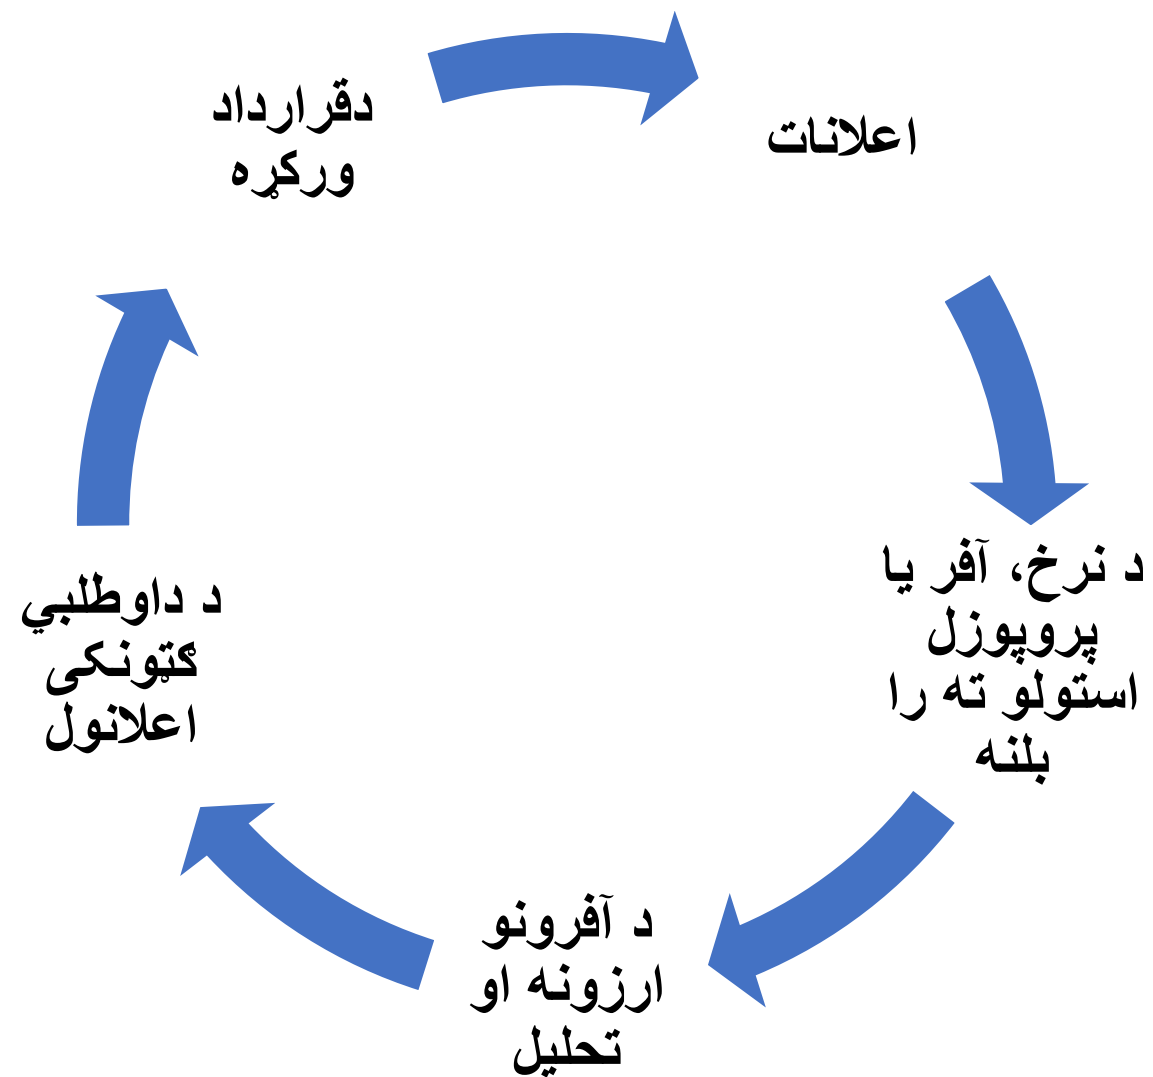 اعلانات
د نرخ، آفر یا
پروپوزل
استولو ته را
بلنه
د آفرونو
ارزونه او
تحلیل
د داوطلبي
ګټونکی
اعلانول
دقرارداد
ورکړه